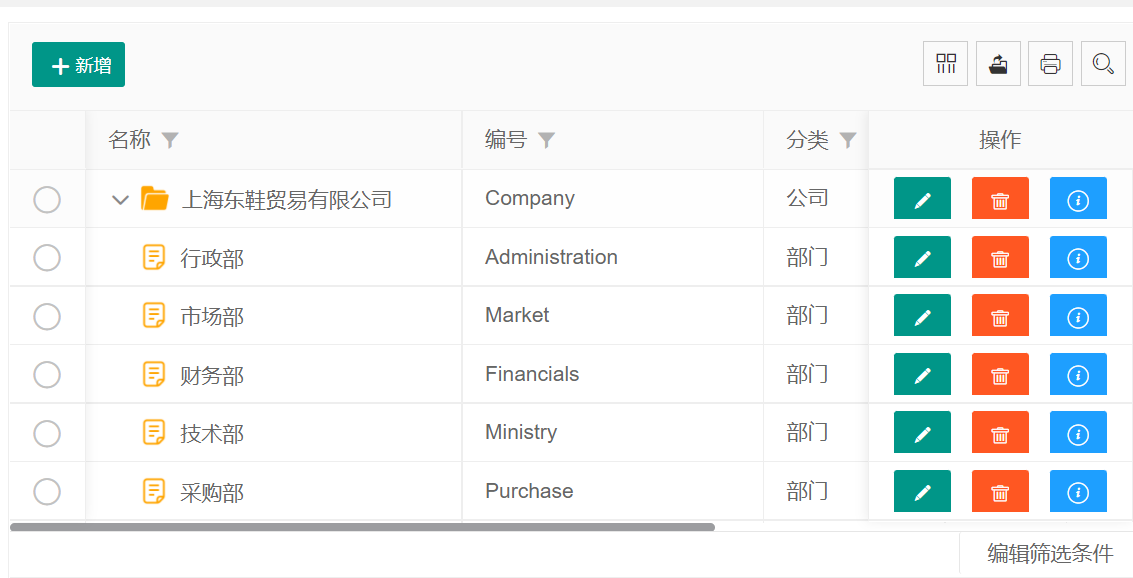 新增
名称 编号 分类 操作
上海东鞋贸易有限公司 Company 公司
行政部 Administration 部门
市场部 Market 部门
财务部 Financials 部门
技术部 Ministry 部门
采购部 Purchase 部门
编辑筛选条件